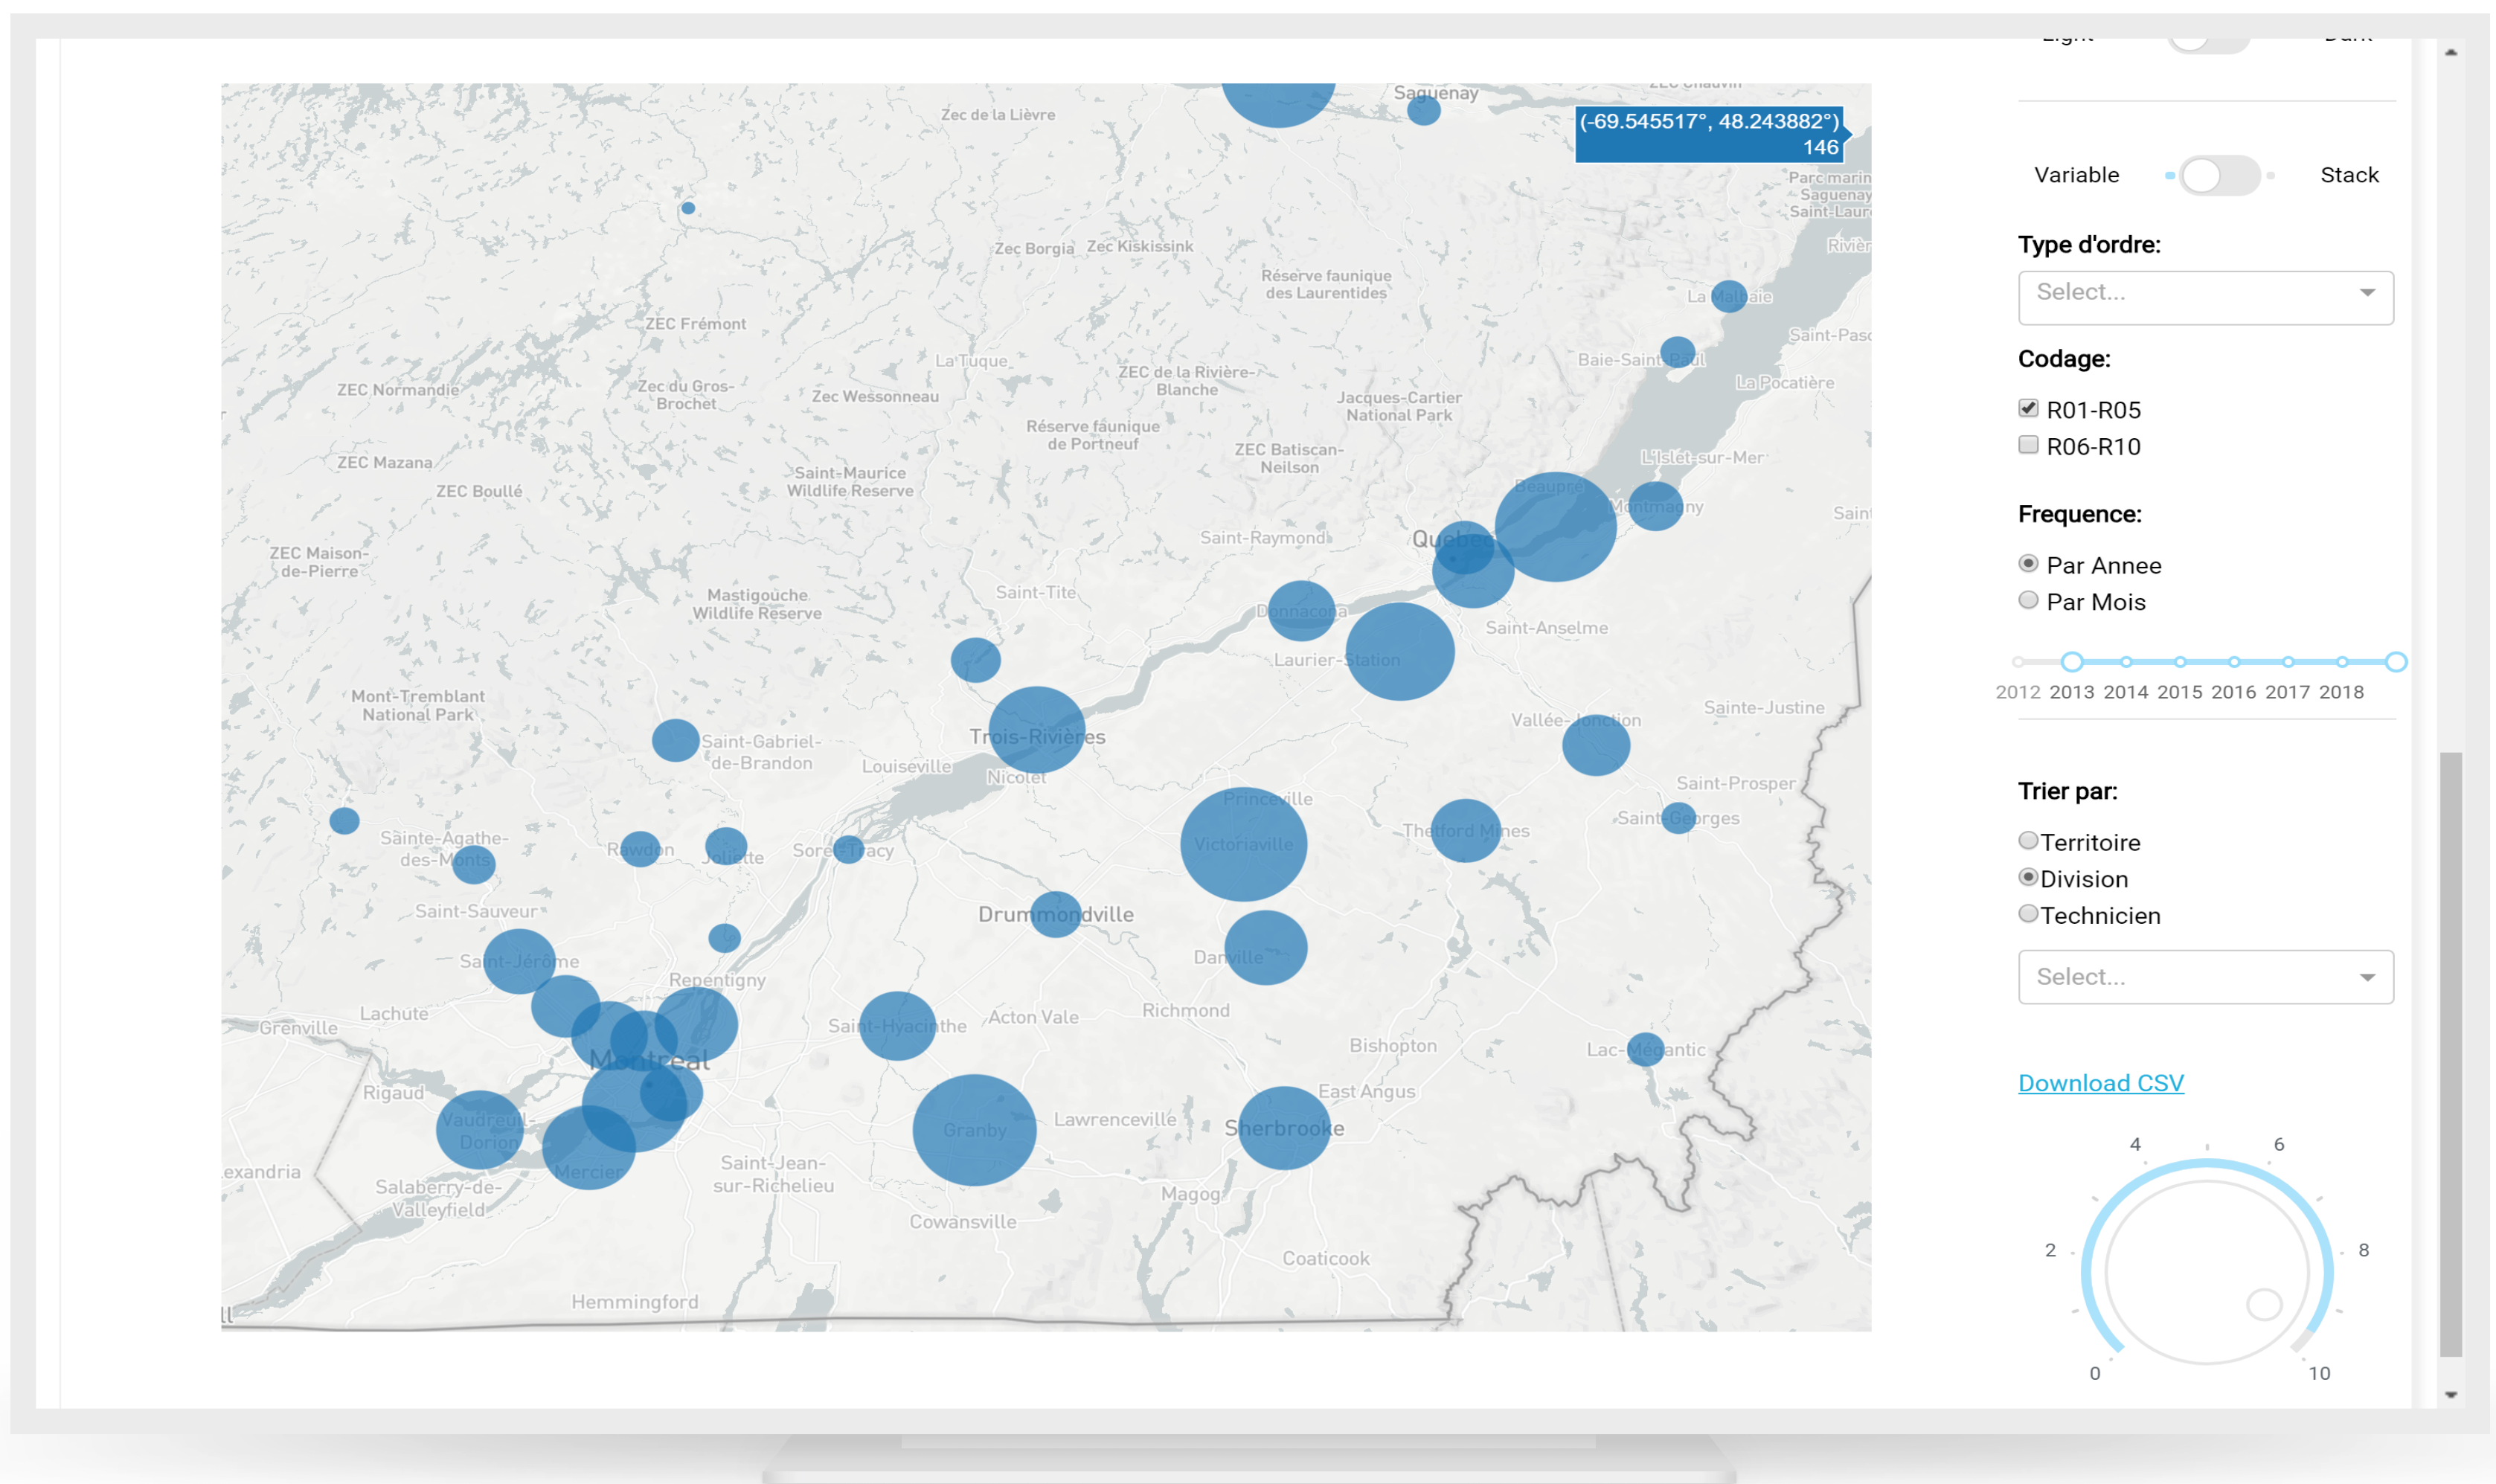 Saguenay
Zec de la Lièvre
(-69.545517°, 48.243882°)
146
Parc marin
Saguenay
Saint-Laur
Zec Borgia
Zec Kiskissink
Rivièr
Réserve faunique
des Laurentides
La Malbaie
ZEC Frémont
Saint-Pasc
La Tuque
Baie-Saint-Paul
ZEC Normandie
Zec du Gros-
Brochet
Zec Wessonneau
ZEC de la Rivière-
Blanche
La Pocatière
Jacques-Cartier
National Park
Réserve faunique
de Portneuf
ZEC Batiscan-
Neilson
ZEC Mazana
Saint-Maurice
Wildlife Reserve
L'Islet-sur-Mer
ZEC Boullé
Beaupré
Montmagny
Saint
Saint-Raymond
Quebec
ZEC Maison-
de-Pierre
Mastigouche
Wildlife Reserve
Saint-Tite
Donnacona
Saint-Anselme
Laurier-Station
Mont-Tremblant
National Park
Sainte-Justine
Vallée-Jonction
Trois-Rivières
Saint-Gabriel-
de-Brandon
Louiseville
Nicolet
Saint-Prosper
Princeville
Saint-Georges
Thetford Mines
Sainte-Agathe-
des-Monts
Rawdon
Joliette
Sorel-Tracy
Victoriaville
Saint-Sauveur
Drummondville
Saint-Jérôme
Danville
Repentigny
Lachute
Grenville
Saint-Hyacinthe
Acton Vale
Richmond
Montreal
Bishopton
Lac-Mégantic
Rigaud
East Angus
Vaudreuil-
Dorion
Granby
Lawrenceville
Sherbrooke
exandria
Mercier
Saint-Jean-
sur-Richelieu
Salaberry-de-
Valleyfield
Magog
Cowansville
Coaticook
Hemmingford
ll
Light
Dark
Variable
Stack
Type d'ordre:
Select...
Codage:
R01-R05
R06-R10
Frequence:
Par Annee
Par Mois
2012 2013 2014 2015 2016 2017 2018
Trier par:
Territoire
Division
Technicien
Select...
Download CSV
4
6
2
8
0
10